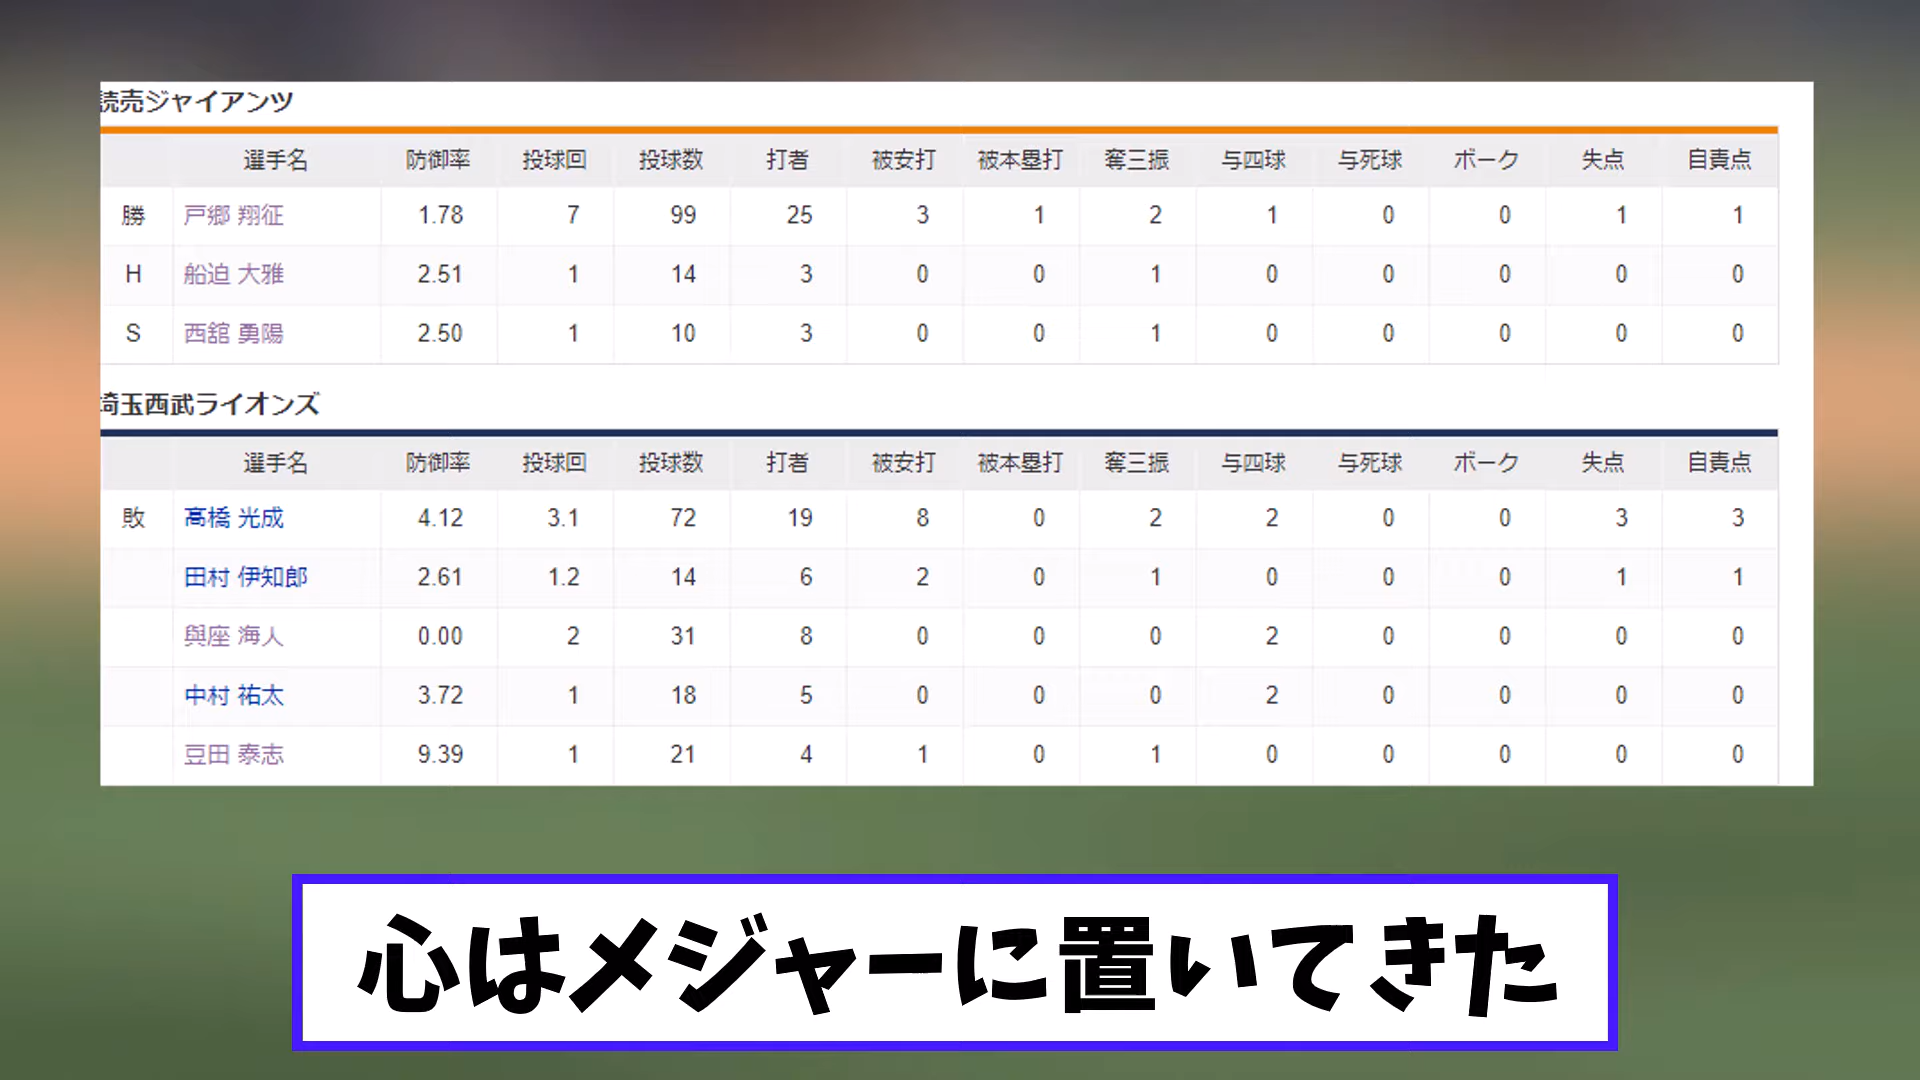 読売ジャイアンツ
選手名 防御率 投球回 投球数 打者 被安打 被本塁打 奪三振 与四球 与死球 ボーク 失点 自責点
勝 戸郷 翔征 1.78 7 99 25 3 1 2 1 0 0 1 1
H 船迫 大雅 2.51 1 14 3 0 0 1 0 0 0 0 0
S 西舘 勇陽 2.50 1 10 3 0 0 1 0 0 0 0 0
埼玉西武ライオンズ
選手名 防御率 投球回 投球数 打者 被安打 被本塁打 奪三振 与四球 与死球 ボーク 失点 自責点
敗 髙橋 光成 4.12 3.1 72 19 8 0 2 2 0 0 3 3
田村 伊知郎 2.61 1.2 14 6 2 0 1 0 0 0 1 1
與座 海人 0.00 2 31 8 0 0 0 2 0 0 0 0
中村 祐太 3.72 1 18 5 0 0 0 2 0 0 0 0
豆田 泰志 9.39 1 21 4 1 0 1 0 0 0 0 0
心はメジャーに置いてきた